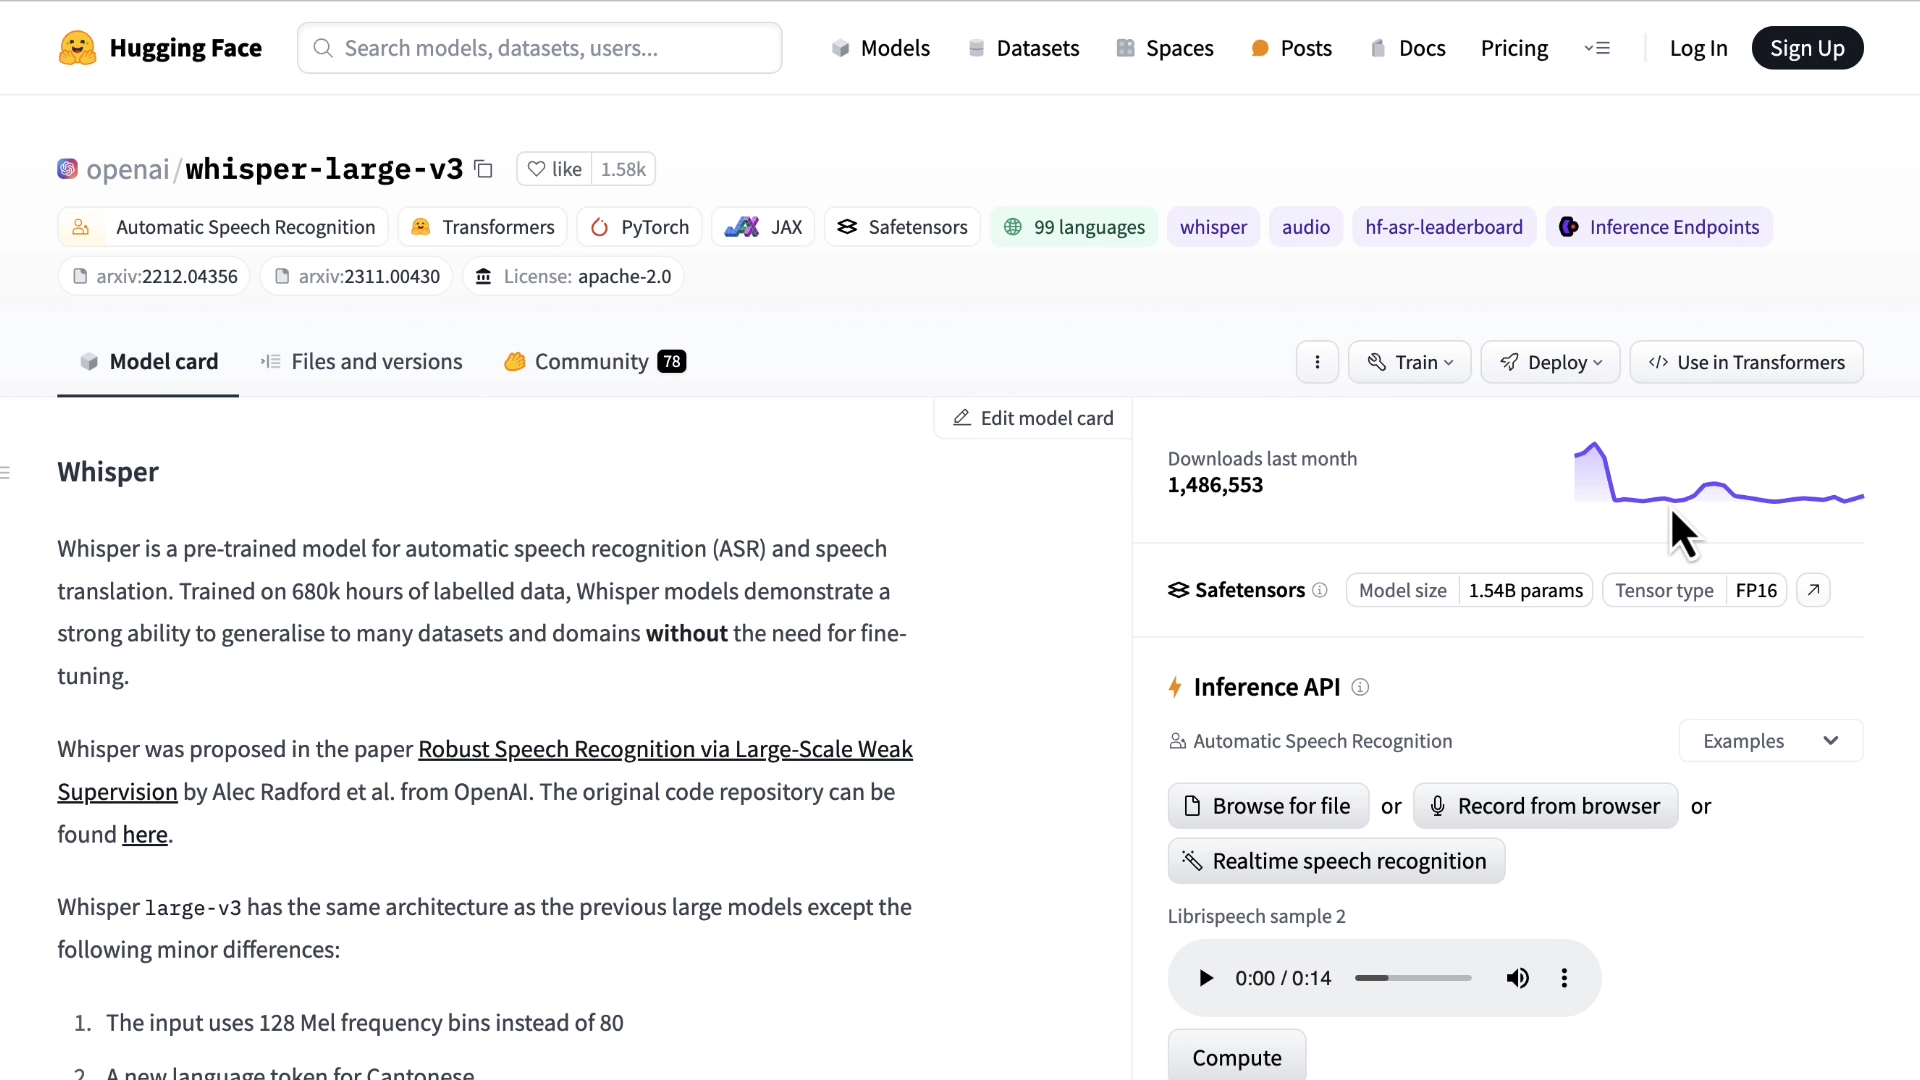 Hugging Face
Search models, datasets, users...
Models
Datasets
Spaces
Posts
Docs
Pricing
Log In
Sign Up
openai/whisper-large-v3
like 1.58k
Automatic Speech Recognition
Transformers
PyTorch
JAX
Safetensors
99 languages
whisper
audio
hf-asr-leaderboard
Inference Endpoints
arxiv:2212.04356
arxiv:2311.00430
License: apache-2.0
Model card
Files and versions
Community 78
Train
Deploy
Use in Transformers
Edit model card
Whisper
Whisper is a pre-trained model for automatic speech recognition (ASR) and speech
translation. Trained on 680k hours of labelled data, Whisper models demonstrate a
strong ability to generalise to many datasets and domains without the need for fine-
tuning.
Whisper was proposed in the paper Robust Speech Recognition via Large-Scale Weak
Supervision by Alec Radford et al. from OpenAI. The original code repository can be
found here.
Whisper large-v3 has the same architecture as the previous large models except the
following minor differences:
1. The input uses 128 Mel frequency bins instead of 80
2. A new language token for Cantonese
Downloads last month
1,486,553
Safetensors
Model size 1.54B params
Tensor type FP16
Inference API
Automatic Speech Recognition
Examples
Browse for file or Record from browser or
Realtime speech recognition
Librispeech sample 2
0:00 / 0:14
Compute